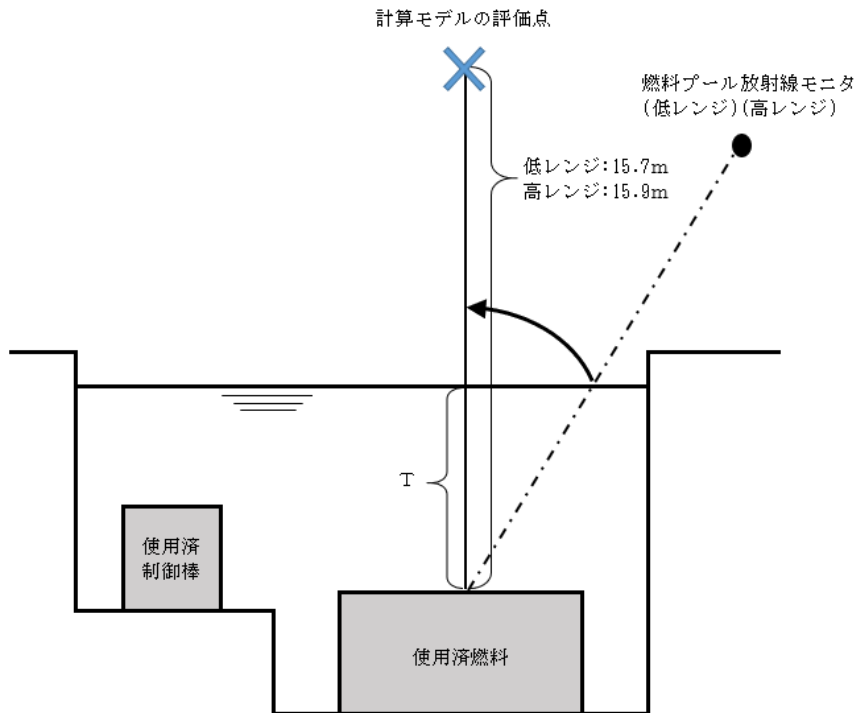 計算モデルの評価点
燃料プール放射線モニタ
(低レンジ)(高レンジ)
低レンジ:15.7m
高レンジ:15.9m
T
使用済
制御棒
使用済燃料